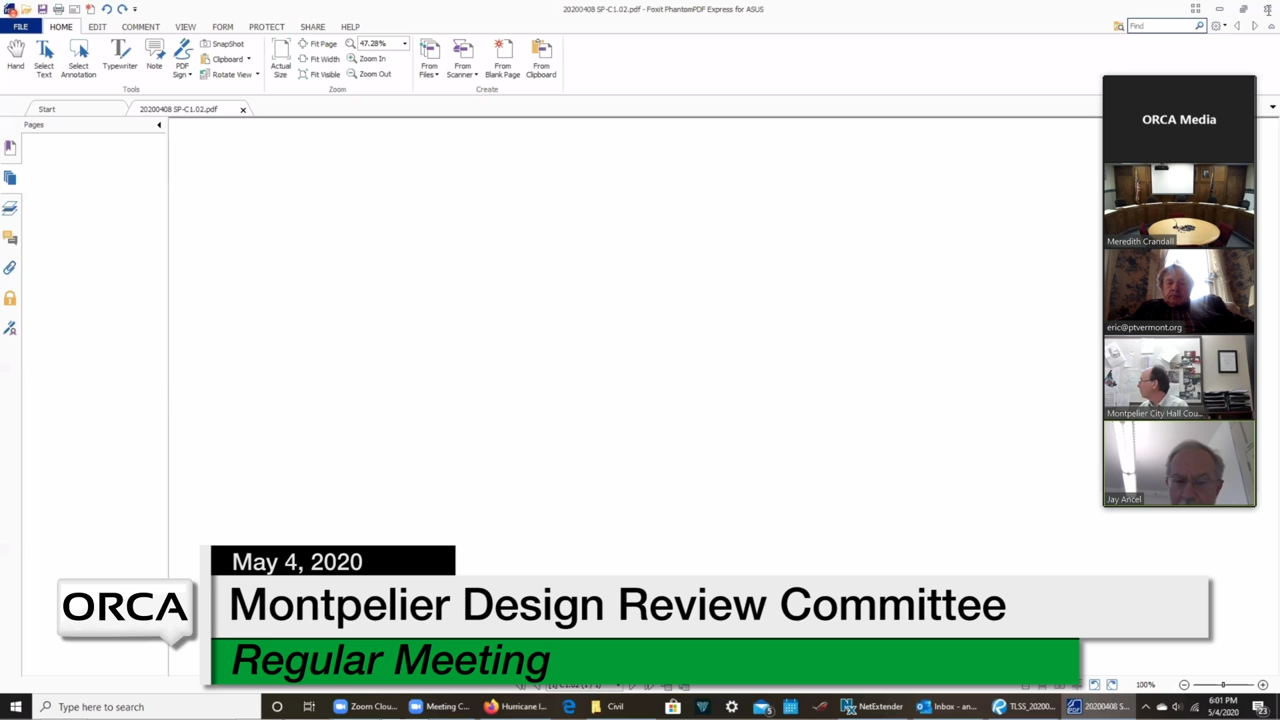 20200408 SP-C1.02.pdf - Foxit PhantomPDF Express for ASUS
FILE HOME EDIT COMMENT VIEW FORM PROTECT SHARE HELP
Find
Hand
Select Text
Select Annotation
Typewriter
Note
PDF Sign
SnapShot
Clipboard
Rotate View
Tools
Actual Size
Fit Page
Fit Width
Fit Visible
47.28%
Zoom In
Zoom Out
Zoom
From Files
From Scanner
From Blank Page
From Clipboard
Create
Start
20200408 SP-C1.02.pdf
Pages
ORCA Media
Meredith Crandall
eric@ptvermont.org
Montpelier City Hall Cou...
Jay Ancel
May 4, 2020
ORCA
Montpelier Design Review Committee
Regular Meeting
100%
Type here to search
Zoom Clou...
Meeting C...
Hurricane I...
Civil
5
NetExtender
Inbox - an...
TLSS_20200...
20200408 S...
6:01 PM
5/4/2020
23